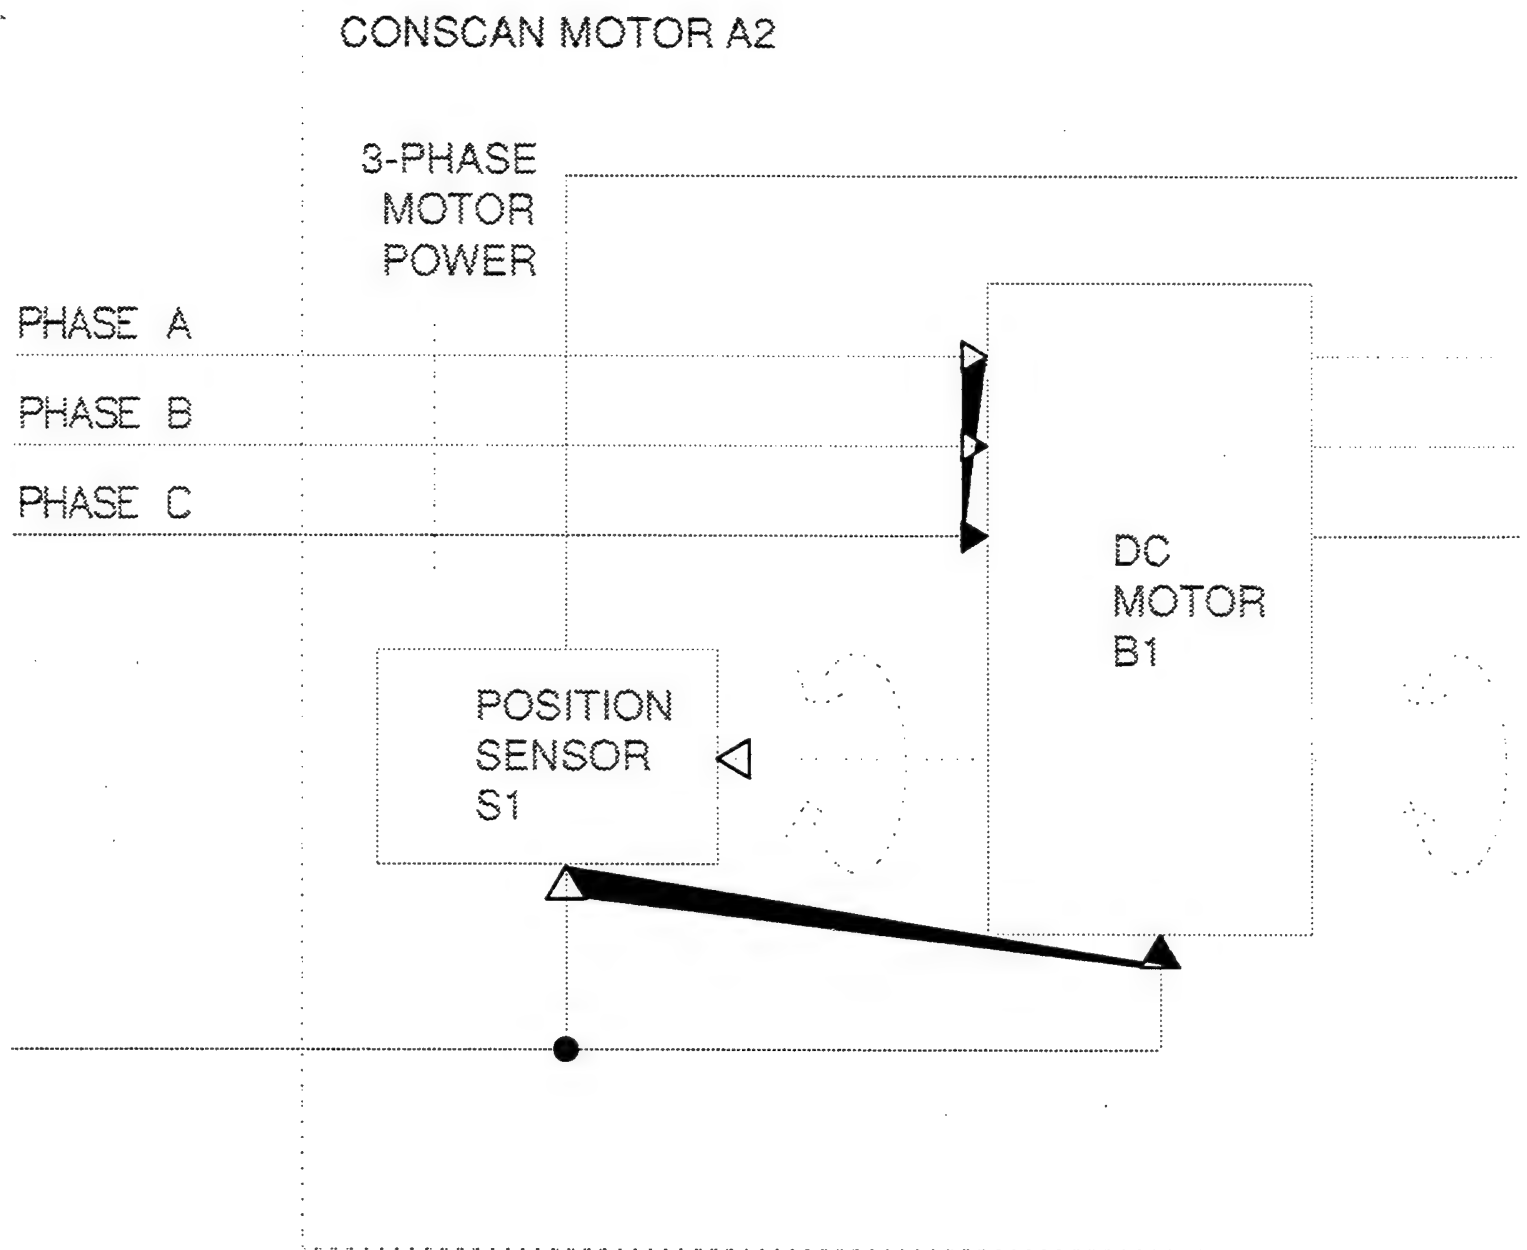 CONSCAN MOTOR A2
3-PHASE
MOTOR
POWER
PHASE A
PHASE B
PHASE C
DC
MOTOR
B1
POSITION
SENSOR
S1